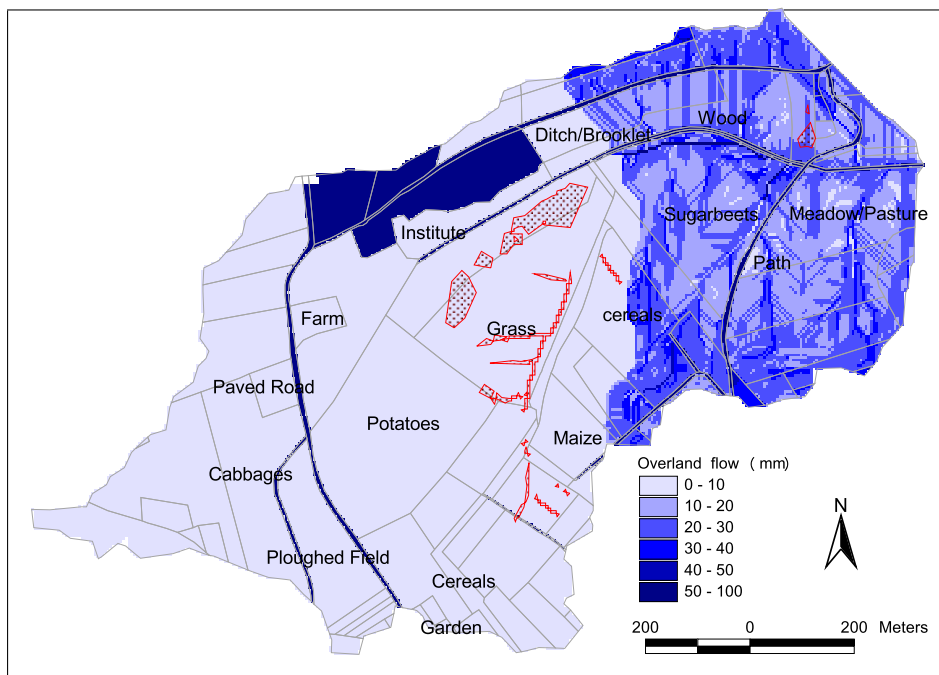 Wood
Ditch/Brooklet
Sugarbeets
Meadow/Pasture
Institute
Path
Farm
Grass
cereals
Paved Road
Potatoes
Maize
Cabbages
Overland flow (mm)
0 - 10
10 - 20
20 - 30
30 - 40
40 - 50
50 - 100
N
Ploughed Field
Cereals
Garden
200 0 200 Meters